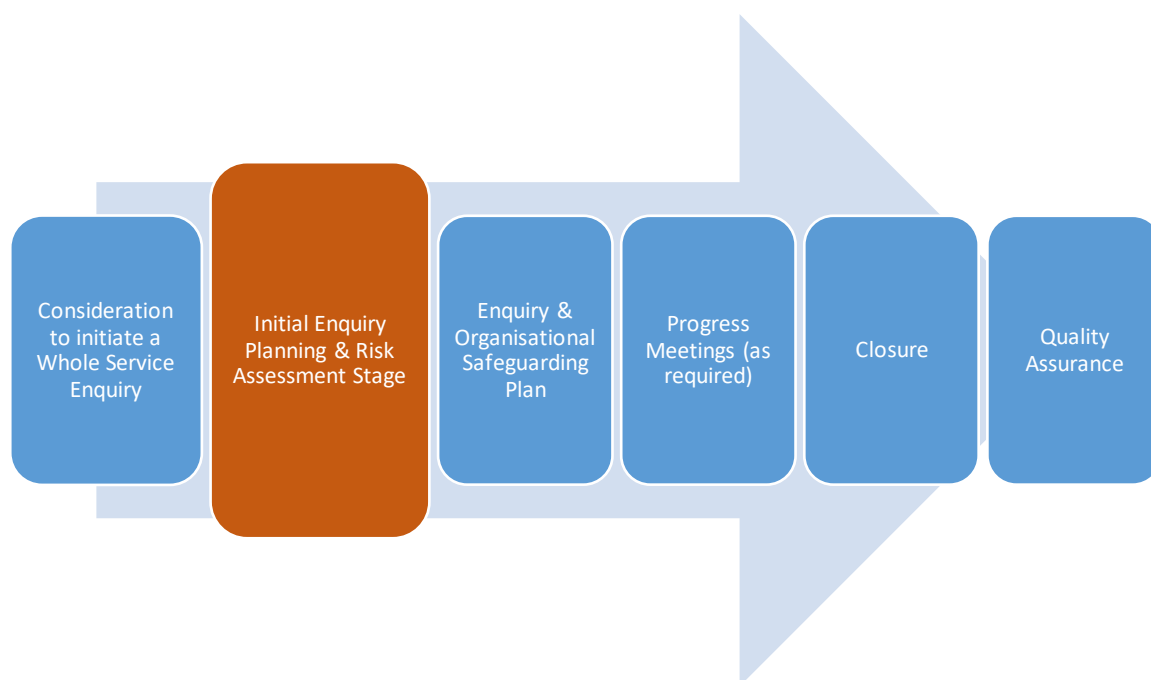 Consideration
to initiate a
Whole Service
Enquiry
Initial Enquiry
Planning & Risk
Assessment Stage
Enquiry &
Organisational
Safeguarding
Plan
Progress
Meetings (as
required)
Closure
Quality
Assurance